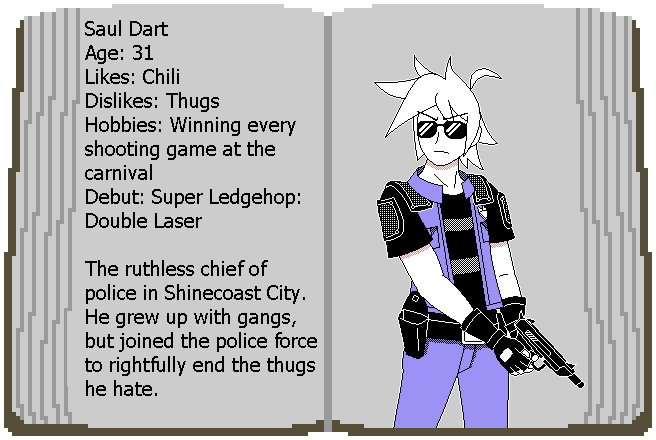 Saul Dart
Age: 31
Likes: Chili
Dislikes: Thugs
Hobbies: Winning every
shooting game at the
carnival
Debut: Super Ledgehop:
Double Laser
The ruthless chief of
police in Shinecoast City.
He grew up with gangs,
but joined the police force
to rightfully end the thugs
he hate.